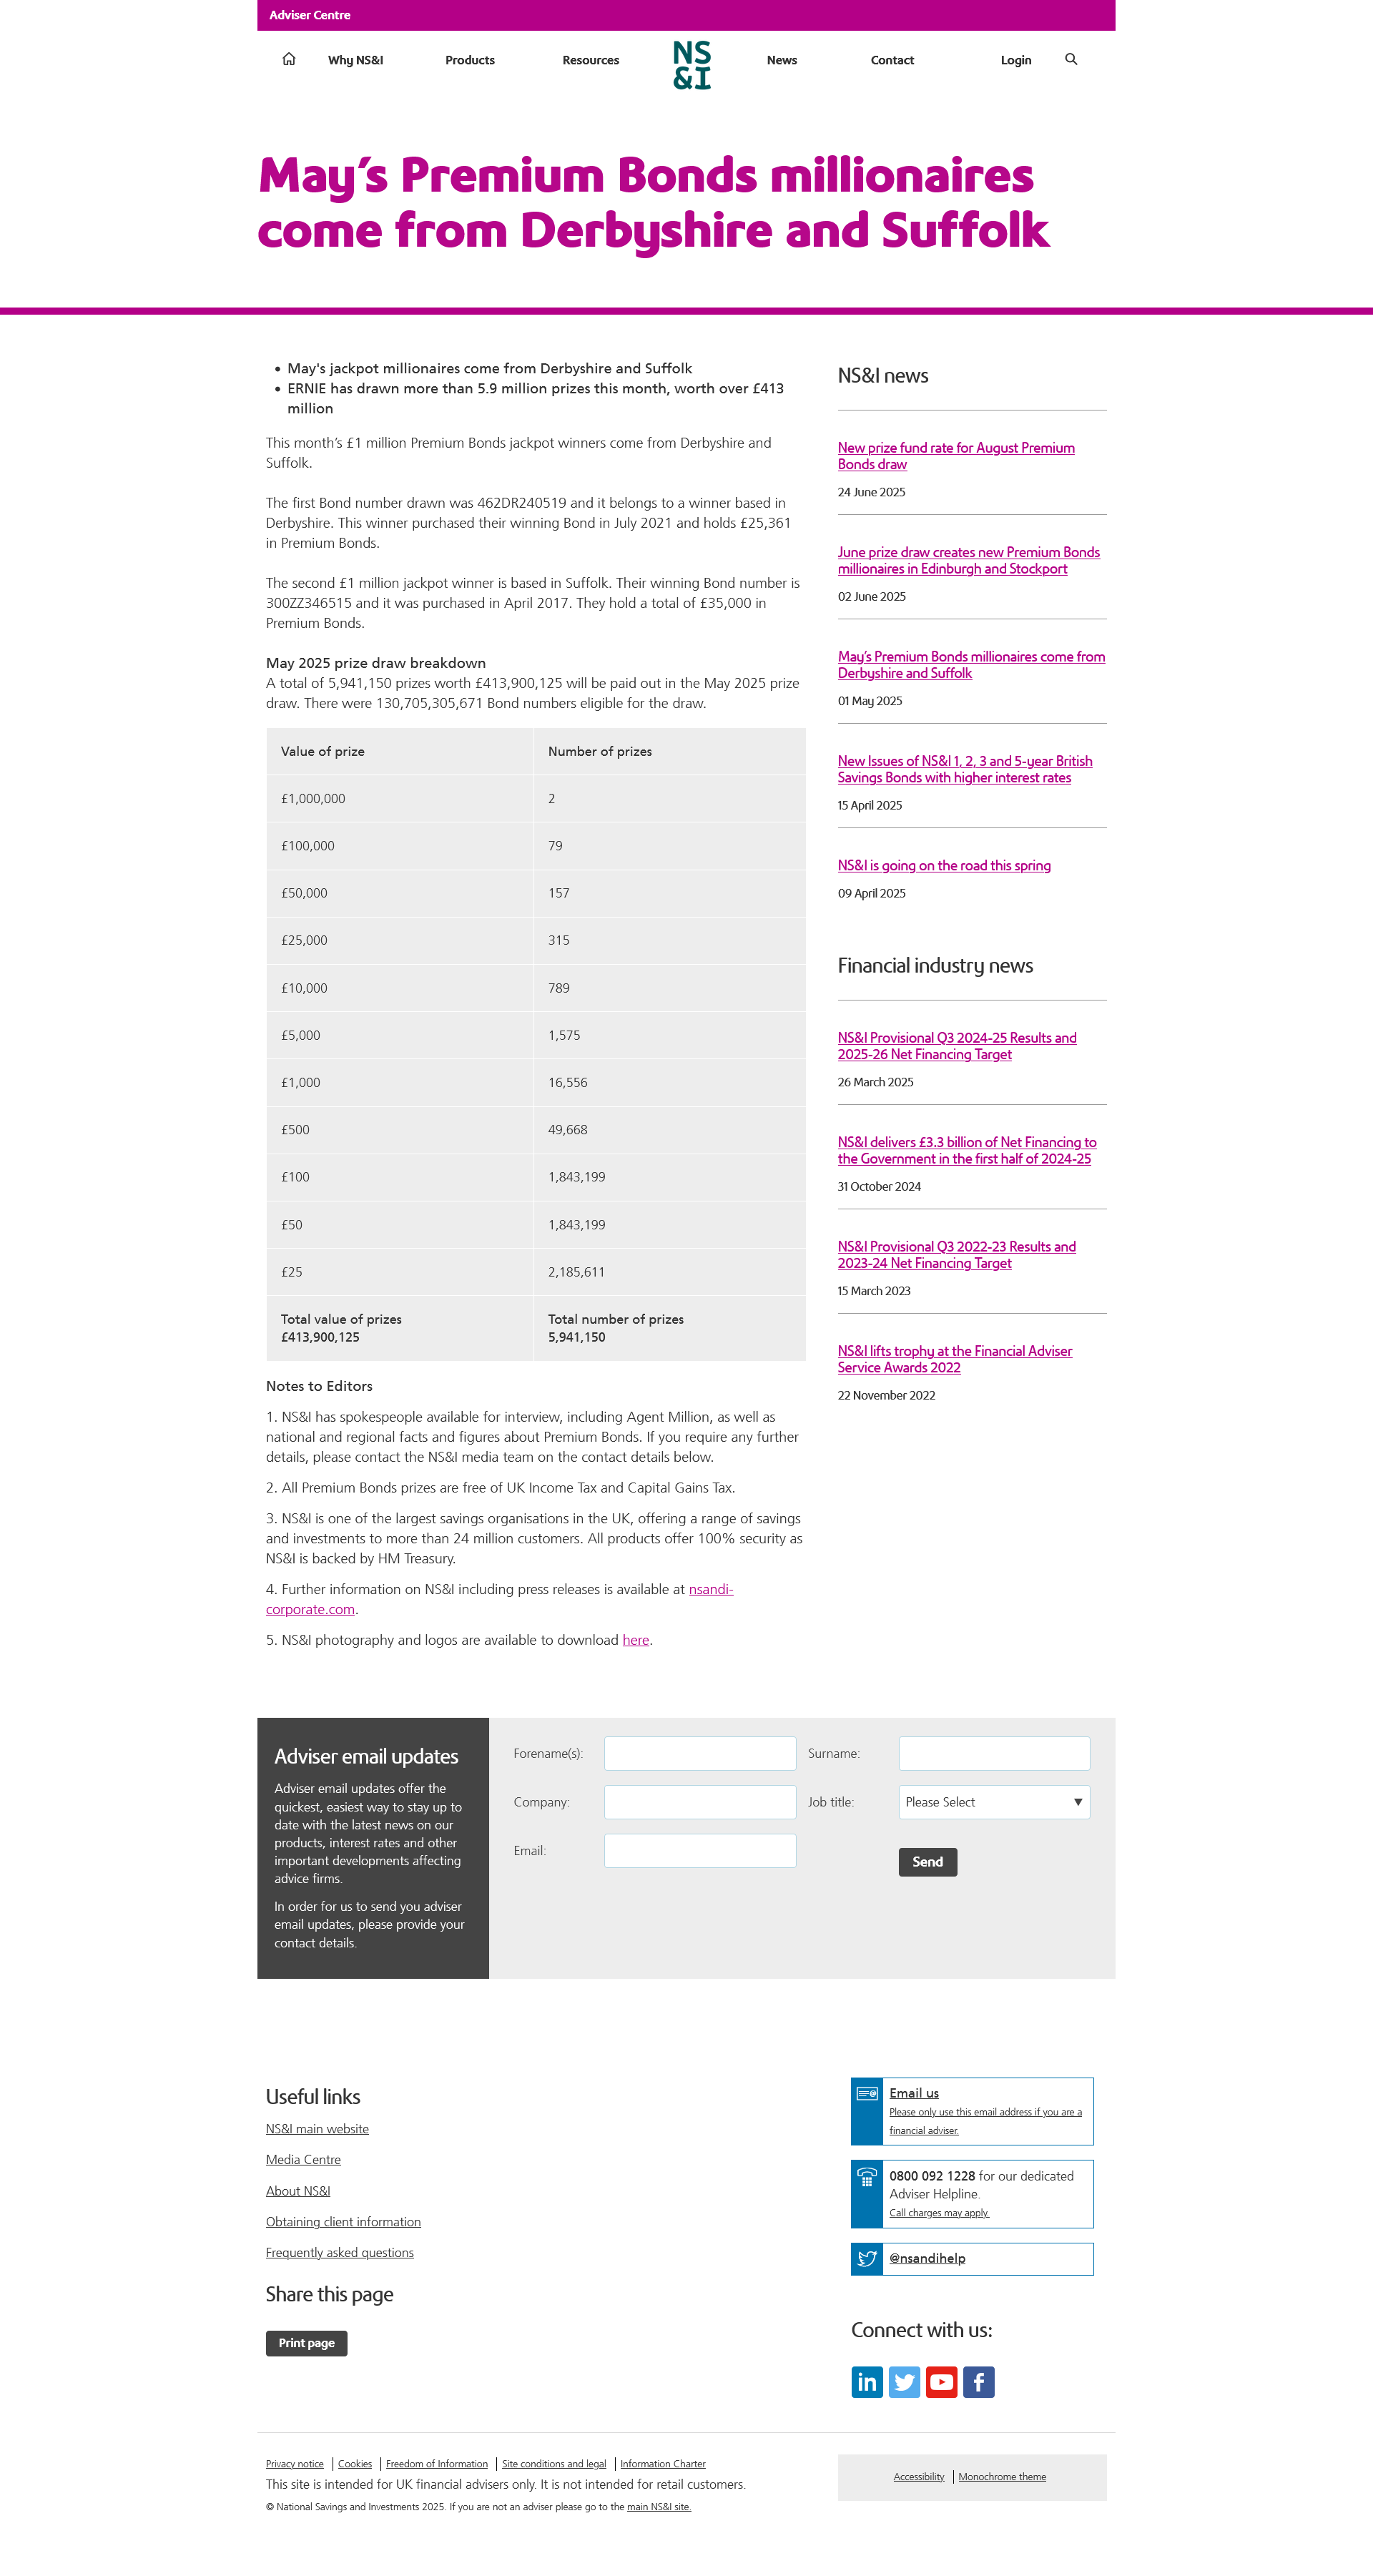 Adviser Centre
Why NS&I
Products
Resources
NS
&I
News
Contact
Login
May’s Premium Bonds millionaires
come from Derbyshire and Suffolk
• May's jackpot millionaires come from Derbyshire and Suffolk
• ERNIE has drawn more than 5.9 million prizes this month, worth over £413
million
This month’s £1 million Premium Bonds jackpot winners come from Derbyshire and
Suffolk.
The first Bond number drawn was 462DR240519 and it belongs to a winner based in
Derbyshire. This winner purchased their winning Bond in July 2021 and holds £25,361
in Premium Bonds.
The second £1 million jackpot winner is based in Suffolk. Their winning Bond number is
300ZZ346515 and it was purchased in April 2017. They hold a total of £35,000 in
Premium Bonds.
May 2025 prize draw breakdown
A total of 5,941,150 prizes worth £413,900,125 will be paid out in the May 2025 prize
draw. There were 130,705,305,671 Bond numbers eligible for the draw.
Value of prize Number of prizes
£1,000,000 2
£100,000 79
£50,000 157
£25,000 315
£10,000 789
£5,000 1,575
£1,000 16,556
£500 49,668
£100 1,843,199
£50 1,843,199
£25 2,185,611
Total value of prizes Total number of prizes
£413,900,125 5,941,150
Notes to Editors
1. NS&I has spokespeople available for interview, including Agent Million, as well as
national and regional facts and figures about Premium Bonds. If you require any further
details, please contact the NS&I media team on the contact details below.
2. All Premium Bonds prizes are free of UK Income Tax and Capital Gains Tax.
3. NS&I is one of the largest savings organisations in the UK, offering a range of savings
and investments to more than 24 million customers. All products offer 100% security as
NS&I is backed by HM Treasury.
4. Further information on NS&I including press releases is available at nsandi-
corporate.com.
5. NS&I photography and logos are available to download here.
NS&I news
New prize fund rate for August Premium
Bonds draw
24 June 2025
June prize draw creates new Premium Bonds
millionaires in Edinburgh and Stockport
02 June 2025
May’s Premium Bonds millionaires come from
Derbyshire and Suffolk
01 May 2025
New Issues of NS&I 1, 2, 3 and 5-year British
Savings Bonds with higher interest rates
15 April 2025
NS&I is going on the road this spring
09 April 2025
Financial industry news
NS&I Provisional Q3 2024-25 Results and
2025-26 Net Financing Target
26 March 2025
NS&I delivers £3.3 billion of Net Financing to
the Government in the first half of 2024-25
31 October 2024
NS&I Provisional Q3 2022-23 Results and
2023-24 Net Financing Target
15 March 2023
NS&I lifts trophy at the Financial Adviser
Service Awards 2022
22 November 2022
Adviser email updates
Adviser email updates offer the
quickest, easiest way to stay up to
date with the latest news on our
products, interest rates and other
important developments affecting
advice firms.
In order for us to send you adviser
email updates, please provide your
contact details.
Forename(s):
Surname:
Company:
Job title:
Please Select
Email:
Send
Useful links
NS&I main website
Media Centre
About NS&I
Obtaining client information
Frequently asked questions
Share this page
Print page
Email us
Please only use this email address if you are a
financial adviser.
0800 092 1228 for our dedicated
Adviser Helpline.
Call charges may apply.
@nsandihelp
Connect with us:
in
f
Privacy notice | Cookies | Freedom of Information | Site conditions and legal | Information Charter
This site is intended for UK financial advisers only. It is not intended for retail customers.
© National Savings and Investments 2025. If you are not an adviser please go to the main NS&I site.
Accessibility | Monochrome theme